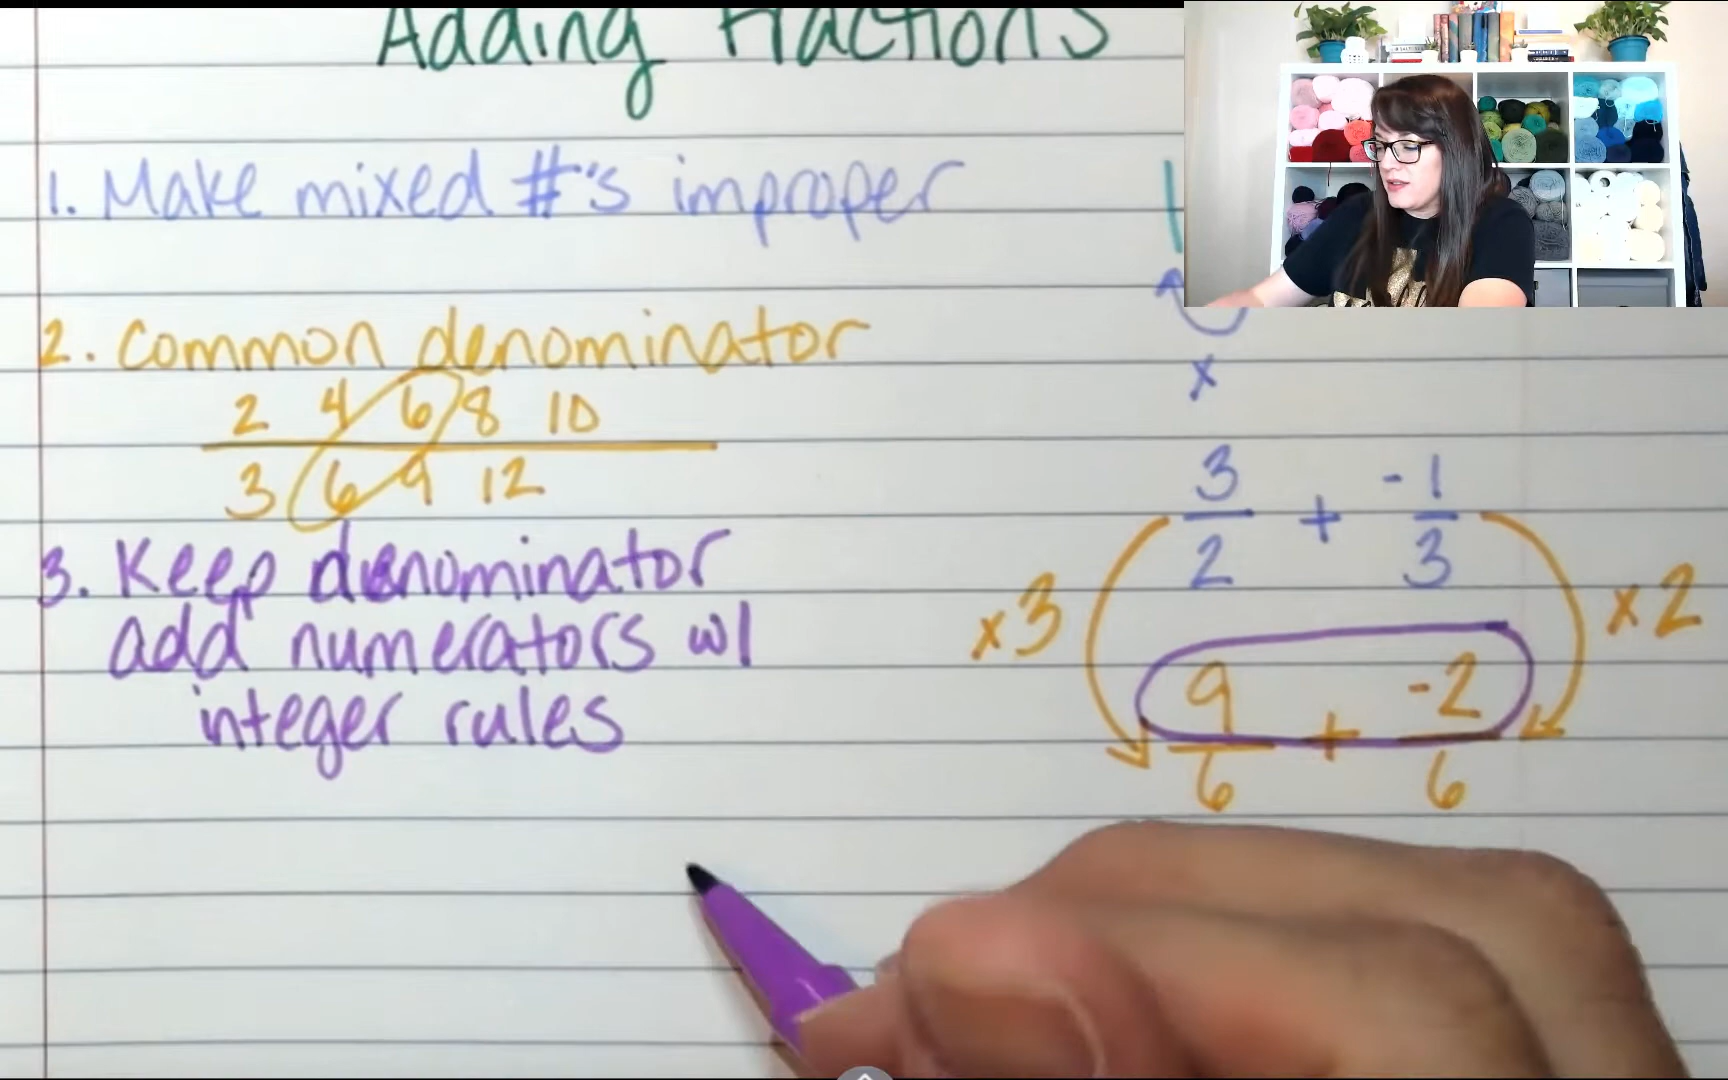 Adding Fractions
1. Make mixed #'s improper
1
x
2. Common denominator
2 4 6 8 10
3 6 9 12
3. Keep denominator
add numerators w/
integer rules
3/2 + -1/3
x3
x2
9/6 + -2/6